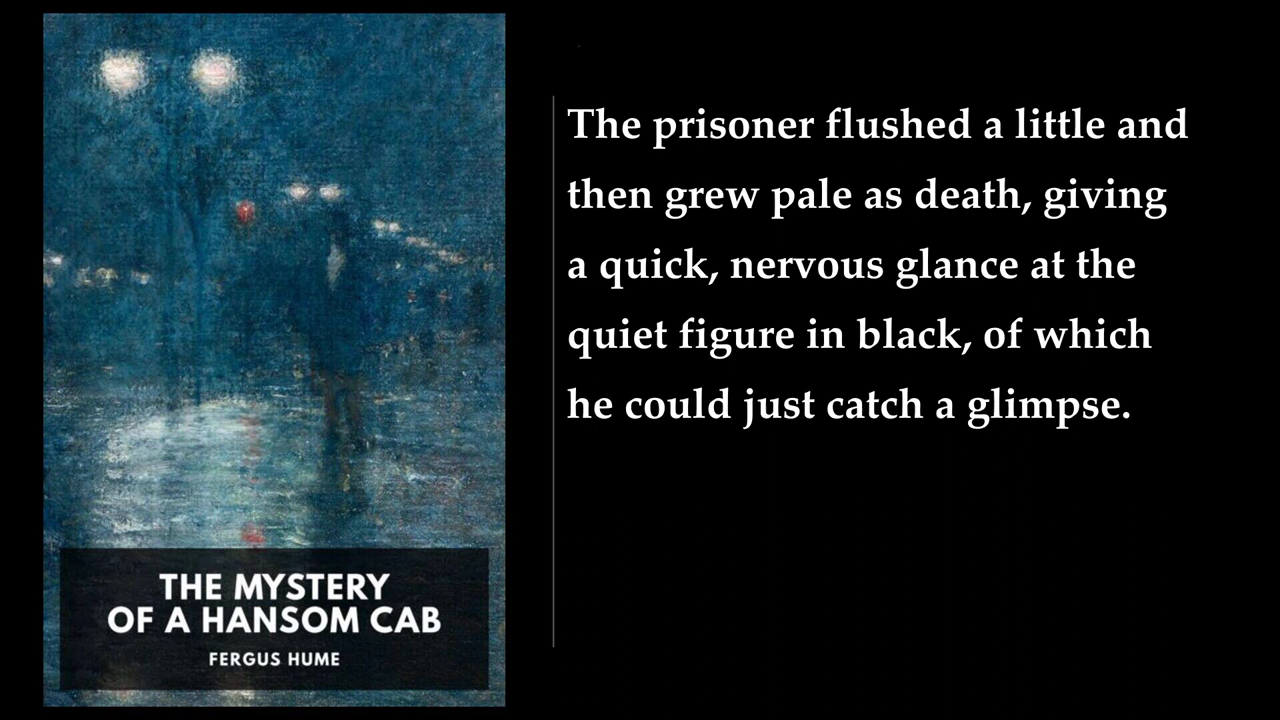 THE MYSTERY
OF A HANSOM CAB
FERGUS HUME
The prisoner flushed a little and
then grew pale as death, giving
a quick, nervous glance at the
quiet figure in black, of which
he could just catch a glimpse.